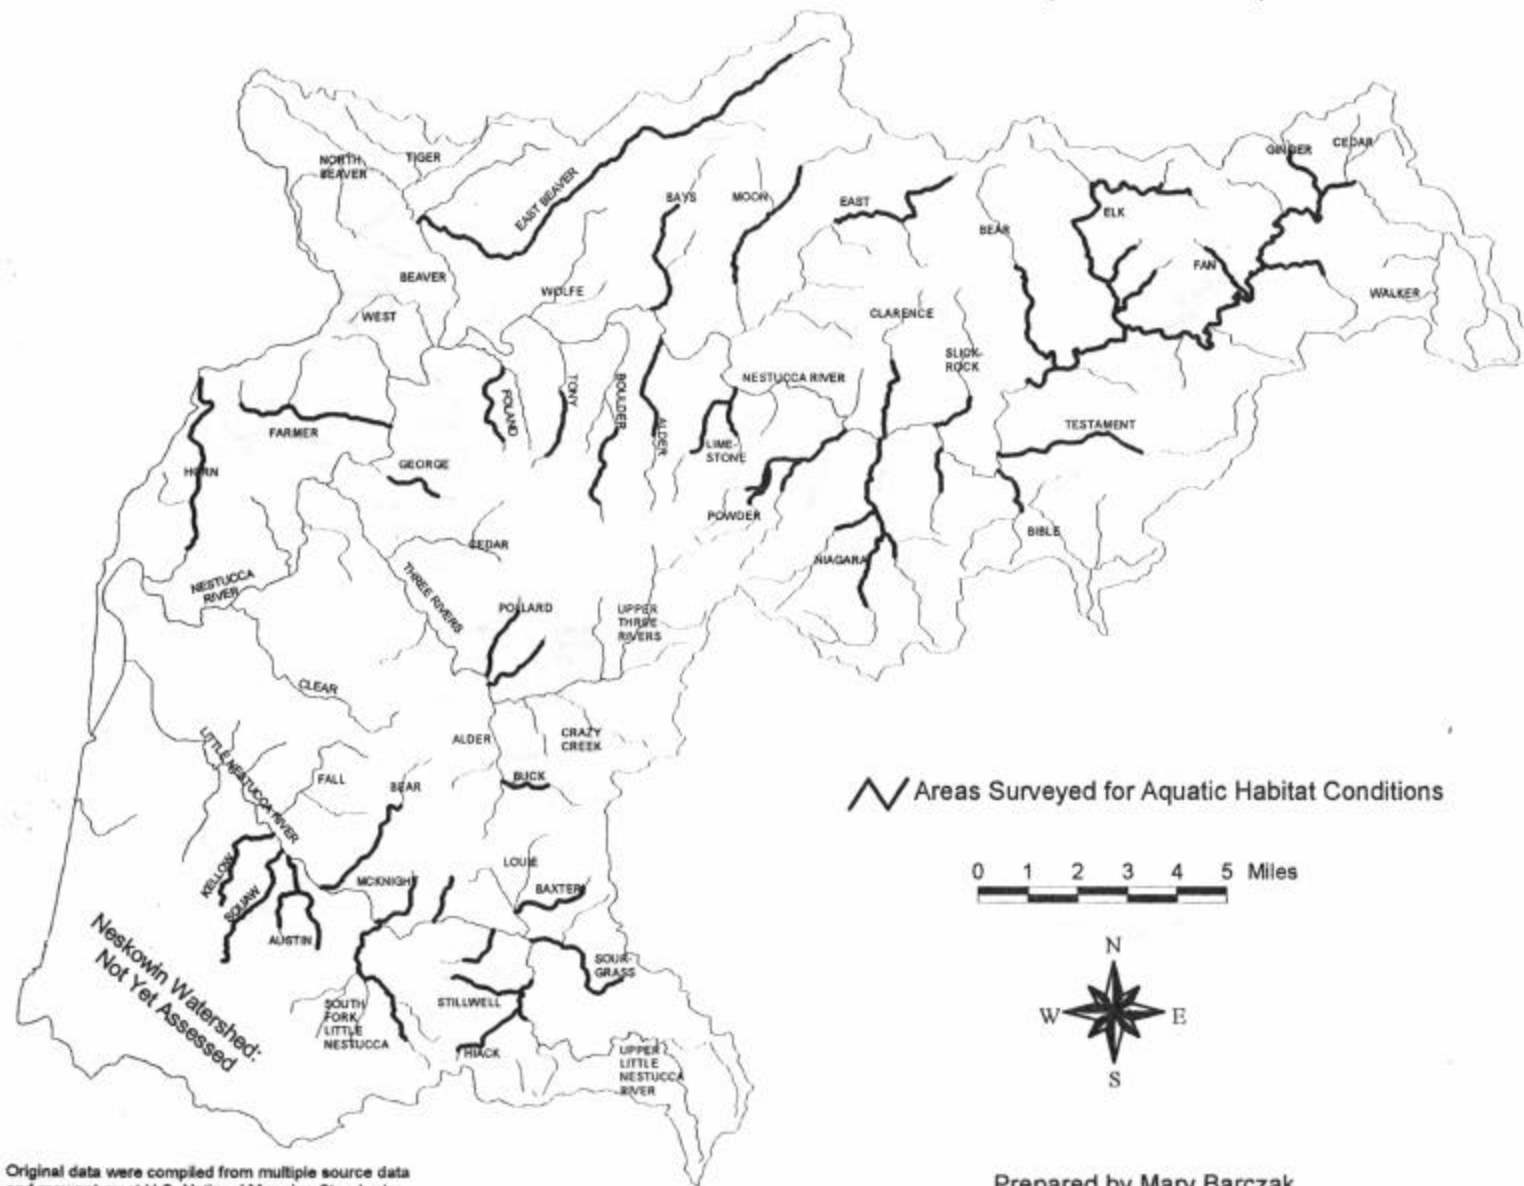 GINGER
CEDAR
NORTH
BEAVER
TIGER
EAST BEAVER
BAYS
MOON
EAST
BEAR
ELK
FAN
WALKER
BEAVER
WOLFE
WEST
CLARENCE
SLICK-
ROCK
FOLAND
TONY
BOULDER
ALDER
NESTUCCA RIVER
LIME-
STONE
TESTAMENT
FARMER
HORN
GEORGE
POWDER
BIBLE
CEDAR
NIAGARA
NESTUCCA
RIVER
THREE RIVERS
POLLARD
UPPER
THREE
RIVERS
CLEAR
ALDER
CRAZY
CREEK
LITTLE NESTUCCA RIVER
FALL
BEAR
BUCK
Areas Surveyed for Aquatic Habitat Conditions
KELLOW
SQUAW
AUSTIN
MCKNIGHT
LOUIE
BAXTER
0 1 2 3 4 5 Miles
Neskowin Watershed:
Not Yet Assessed
SOUR-
GRASS
STILLWELL
SOUTH
FORK
LITTLE
NESTUCCA
HIACK
UPPER
LITTLE
NESTUCCA
RIVER
N
W E
S
Original data were compiled from multiple source data
Prepared by Mary Barczak